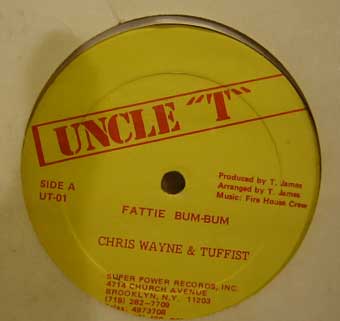 UNCLE "T"
SIDE A
UT-01
Produced by T. James
Arranged by T. James
Music: Fire House Crew
FATTIE BUM-BUM
CHRIS WAYNE & TUFFIST
SUPER POWER RECORDS, INC.
4714 CHURCH AVENUE
BROOKLYN, N.Y. 11203
(718) 282-7709
4973708